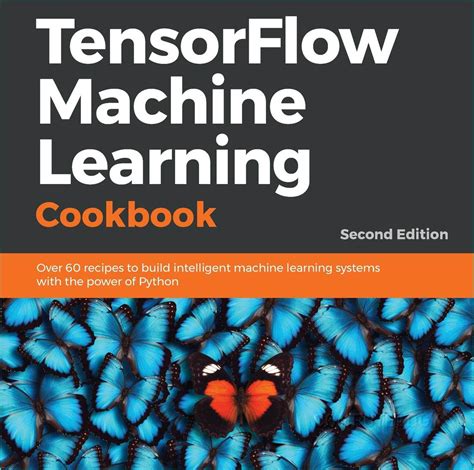 TensorFlow
Machine
Learning
Cookbook
Second Edition
Over 60 recipes to build intelligent machine learning systems
with the power of Python